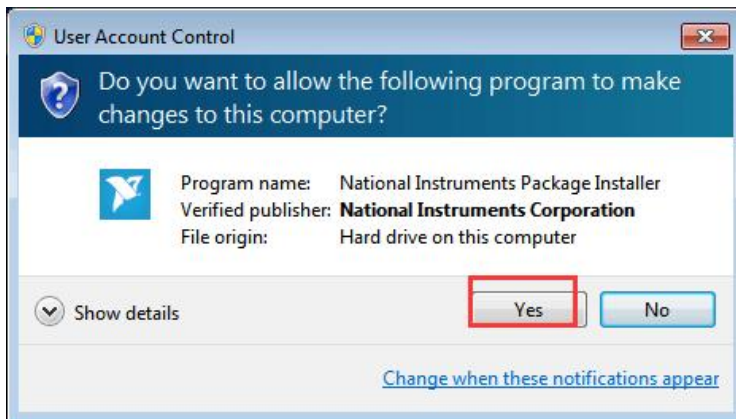 User Account Control
Do you want to allow the following program to make
changes to this computer?
Program name: National Instruments Package Installer
Verified publisher: National Instruments Corporation
File origin: Hard drive on this computer
Show details
Yes
No
Change when these notifications appear